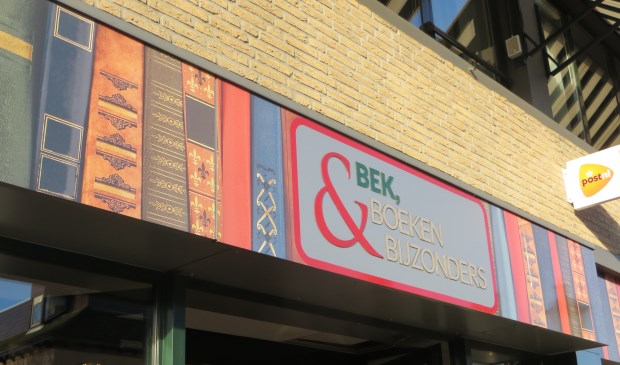 BEK,
& BOEKEN
BIJZONDERS
postnl